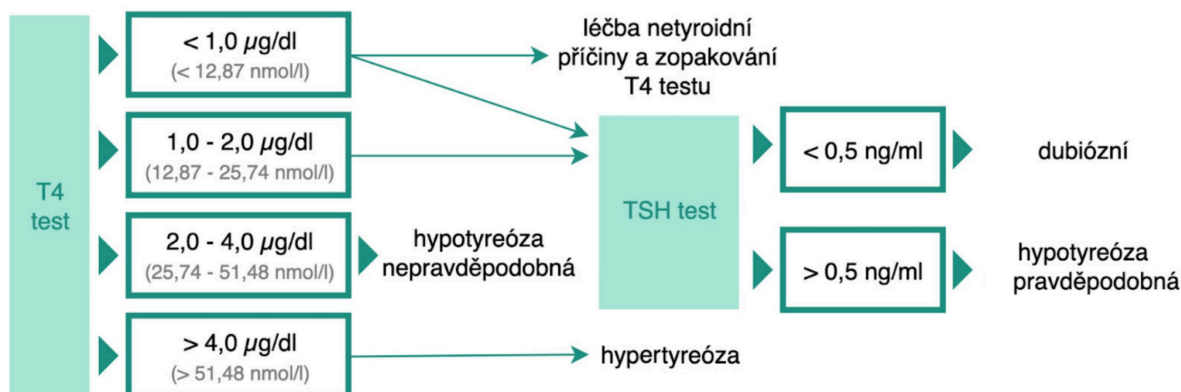 T4
test
< 1,0 µg/dl
(< 12,87 nmol/l)
1,0 - 2,0 µg/dl
(12,87 - 25,74 nmol/l)
2,0 - 4,0 µg/dl
(25,74 - 51,48 nmol/l)
> 4,0 µg/dl
(> 51,48 nmol/l)
léčba netyroidní
příčiny a zopakování
T4 testu
hypotyreóza
nepravděpodobná
hypertyreóza
TSH test
< 0,5 ng/ml
dubiózní
> 0,5 ng/ml
hypotyreóza
pravděpodobná